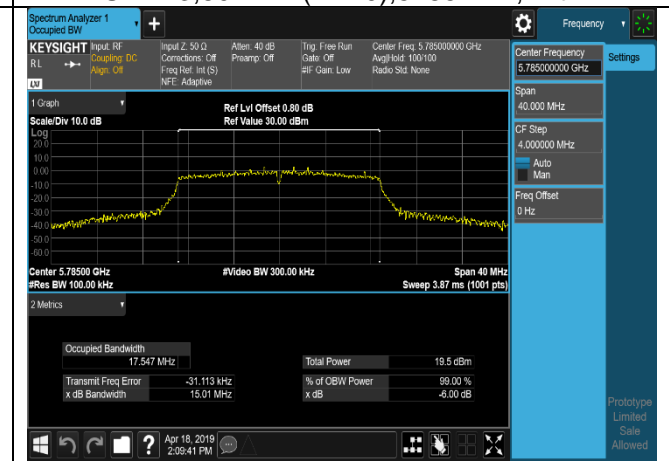 Spectrum Analyzer 1
Occupied BW
+
Frequency
KEYSIGHT
RL
LXI
Input: RF
Coupling: DC
Align: Off
Input Z: 50 Ω
Corrections: Off
Freq Ref: Int (S)
NFE: Adaptive
Atten: 40 dB
Preamp: Off
Trig: Free Run
Gate: Off
#IF Gain: Low
Center Freq: 5.785000000 GHz
Avg|Hold: 100/100
Radio Std: None
Center Frequency
5.785000000 GHz
Settings
Span
40.000 MHz
CF Step
4.000000 MHz
Auto
Man
Freq Offset
0 Hz
1 Graph
Scale/Div 10.0 dB
Ref Lvl Offset 0.80 dB
Ref Value 30.00 dBm
Log
20.0
10.0
0.00
-10.0
-20.0
-30.0
-40.0
-50.0
-60.0
Center 5.78500 GHz
#Res BW 100.00 kHz
#Video BW 300.00 kHz
Span 40 MHz
Sweep 3.87 ms (1001 pts)
2 Metrics
Occupied Bandwidth
17.547 MHz
Total Power 19.5 dBm
Transmit Freq Error -31.113 kHz
% of OBW Power 99.00 %
x dB Bandwidth 15.01 MHz
x dB -6.00 dB
Prototype
Limited
Sale
Allowed
?
Apr 18, 2019
2:09:41 PM